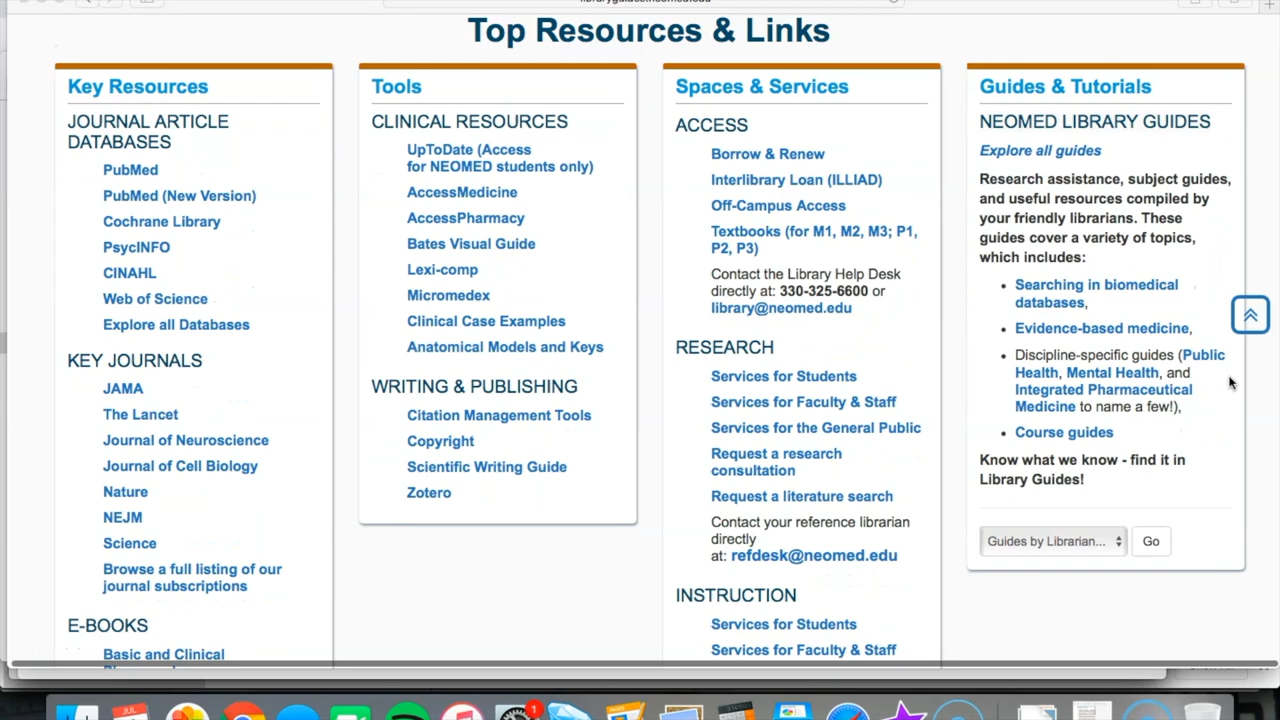 Top Resources & Links
Key Resources
JOURNAL ARTICLE
DATABASES
PubMed
PubMed (New Version)
Cochrane Library
PsycINFO
CINAHL
Web of Science
Explore all Databases
KEY JOURNALS
JAMA
The Lancet
Journal of Neuroscience
Journal of Cell Biology
Nature
NEJM
Science
Browse a full listing of our
journal subscriptions
E-BOOKS
Basic and Clinical
Tools
CLINICAL RESOURCES
UpToDate (Access
for NEOMED students only)
AccessMedicine
AccessPharmacy
Bates Visual Guide
Lexi-comp
Micromedex
Clinical Case Examples
Anatomical Models and Keys
WRITING & PUBLISHING
Citation Management Tools
Copyright
Scientific Writing Guide
Zotero
Spaces & Services
ACCESS
Borrow & Renew
Interlibrary Loan (ILLIAD)
Off-Campus Access
Textbooks (for M1, M2, M3; P1,
P2, P3)
Contact the Library Help Desk
directly at: 330-325-6600 or
library@neomed.edu
RESEARCH
Services for Students
Services for Faculty & Staff
Services for the General Public
Request a research
consultation
Request a literature search
Contact your reference librarian
directly
at: refdesk@neomed.edu
INSTRUCTION
Services for Students
Services for Faculty & Staff
Guides & Tutorials
NEOMED LIBRARY GUIDES
Explore all guides
Research assistance, subject guides,
and useful resources compiled by
your friendly librarians. These
guides cover a variety of topics,
which includes:
• Searching in biomedical
databases,
• Evidence-based medicine,
• Discipline-specific guides (Public
Health, Mental Health, and
Integrated Pharmaceutical
Medicine to name a few!),
• Course guides
Know what we know - find it in
Library Guides!
Guides by Librarian...
Go
JUL
1